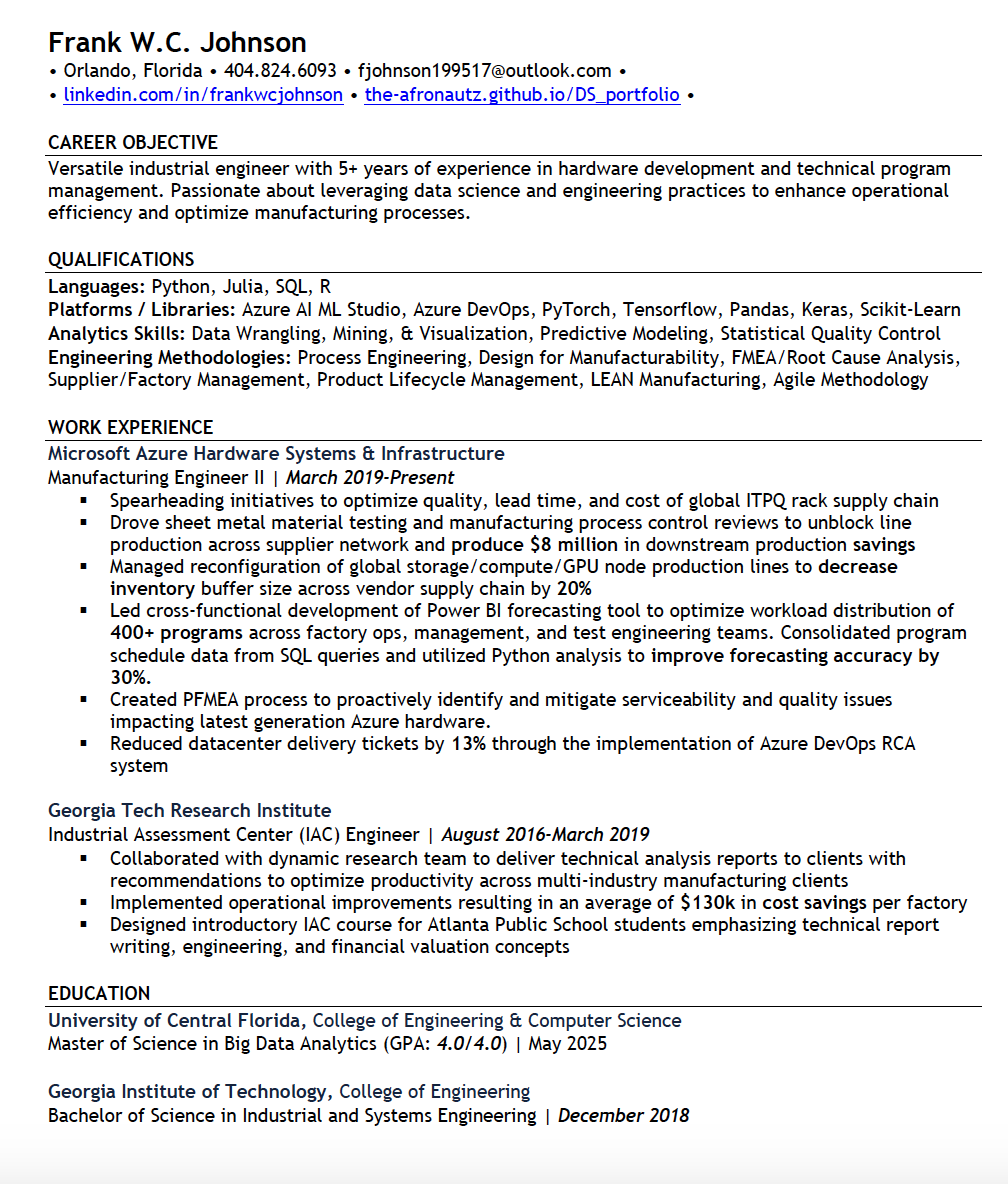 Frank W.C. Johnson
• Orlando, Florida • 404.824.6093 • fjohnson199517@outlook.com •
• linkedin.com/in/frankwcjohnson • the-afronautz.github.io/DS_portfolio •
CAREER OBJECTIVE
Versatile industrial engineer with 5+ years of experience in hardware development and technical program
management. Passionate about leveraging data science and engineering practices to enhance operational
efficiency and optimize manufacturing processes.
QUALIFICATIONS
Languages: Python, Julia, SQL, R
Platforms / Libraries: Azure AI ML Studio, Azure DevOps, PyTorch, Tensorflow, Pandas, Keras, Scikit-Learn
Analytics Skills: Data Wrangling, Mining, & Visualization, Predictive Modeling, Statistical Quality Control
Engineering Methodologies: Process Engineering, Design for Manufacturability, FMEA/Root Cause Analysis,
Supplier/Factory Management, Product Lifecycle Management, LEAN Manufacturing, Agile Methodology
WORK EXPERIENCE
Microsoft Azure Hardware Systems & Infrastructure
Manufacturing Engineer II | March 2019-Present
▪ Spearheading initiatives to optimize quality, lead time, and cost of global ITPQ rack supply chain
▪ Drove sheet metal material testing and manufacturing process control reviews to unblock line
production across supplier network and produce $8 million in downstream production savings
▪ Managed reconfiguration of global storage/compute/GPU node production lines to decrease
inventory buffer size across vendor supply chain by 20%
▪ Led cross-functional development of Power BI forecasting tool to optimize workload distribution of
400+ programs across factory ops, management, and test engineering teams. Consolidated program
schedule data from SQL queries and utilized Python analysis to improve forecasting accuracy by
30%.
▪ Created PFMEA process to proactively identify and mitigate serviceability and quality issues
impacting latest generation Azure hardware.
▪ Reduced datacenter delivery tickets by 13% through the implementation of Azure DevOps RCA
system
Georgia Tech Research Institute
Industrial Assessment Center (IAC) Engineer | August 2016-March 2019
▪ Collaborated with dynamic research team to deliver technical analysis reports to clients with
recommendations to optimize productivity across multi-industry manufacturing clients
▪ Implemented operational improvements resulting in an average of $130k in cost savings per factory
▪ Designed introductory IAC course for Atlanta Public School students emphasizing technical report
writing, engineering, and financial valuation concepts
EDUCATION
University of Central Florida, College of Engineering & Computer Science
Master of Science in Big Data Analytics (GPA: 4.0/4.0) | May 2025
Georgia Institute of Technology, College of Engineering
Bachelor of Science in Industrial and Systems Engineering | December 2018